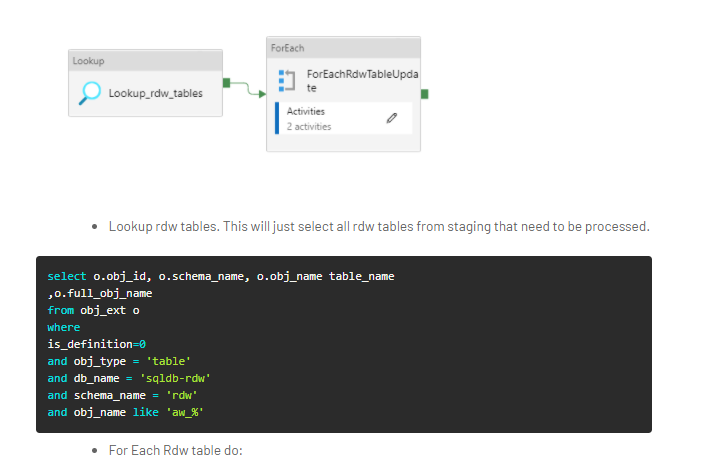 Lookup
Lookup_rdw_tables
ForEach
ForEachRdwTableUpda
te
Activities
2 activities
• Lookup rdw tables. This will just select all rdw tables from staging that need to be processed.
select o.obj_id, o.schema_name, o.obj_name table_name
,o.full_obj_name
from obj_ext o
where
is_definition=0
and obj_type = 'table'
and db_name = 'sqldb-rdw'
and schema_name = 'rdw'
and obj_name like 'aw_%'
• For Each Rdw table do: